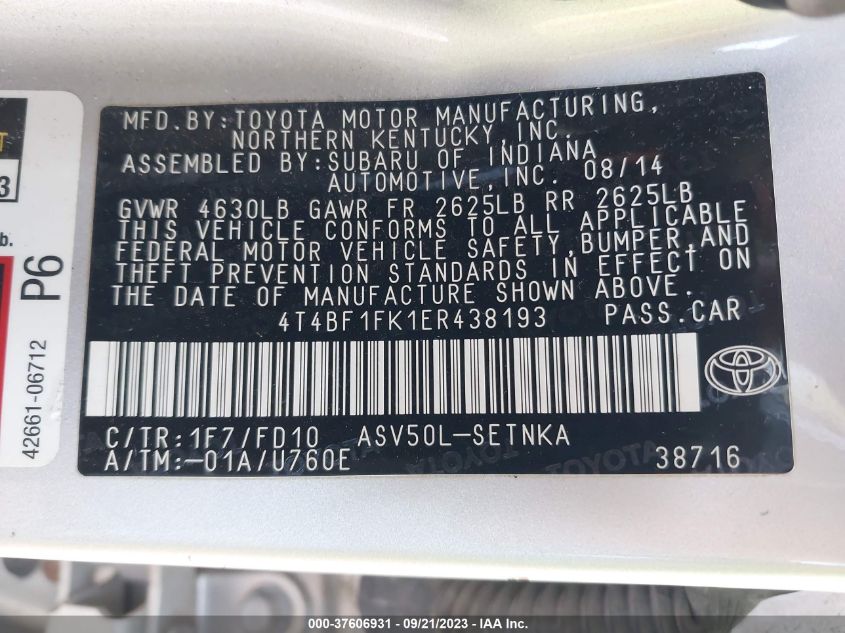 MFD.BY:TOYOTA MOTOR MANUFACTURING,
NORTHERN KENTUCKY,INC.
ASSEMBLED BY:SUBARU OF INDIANA
AUTOMOTIVE,INC. 08/14
GVWR 4630LB GAWR FR 2625LB RR 2625LB
THIS VEHICLE CONFORMS TO ALL APPLICABLE
FEDERAL MOTOR VEHICLE SAFETY,BUMPER,AND
THEFT PREVENTION STANDARDS IN EFFECT ON
THE DATE OF MANUFACTURE SHOWN ABOVE.
4T4BF1FK1ER438193 PASS.CAR
C/TR:1F7/FD10 ASV50L-SETNKA
A/TM:-01A/U760E 38716
TOYOTA TOYOTA
3
b.
P6
42661-06712
000-37606931 - 09/21/2023 - IAA Inc.